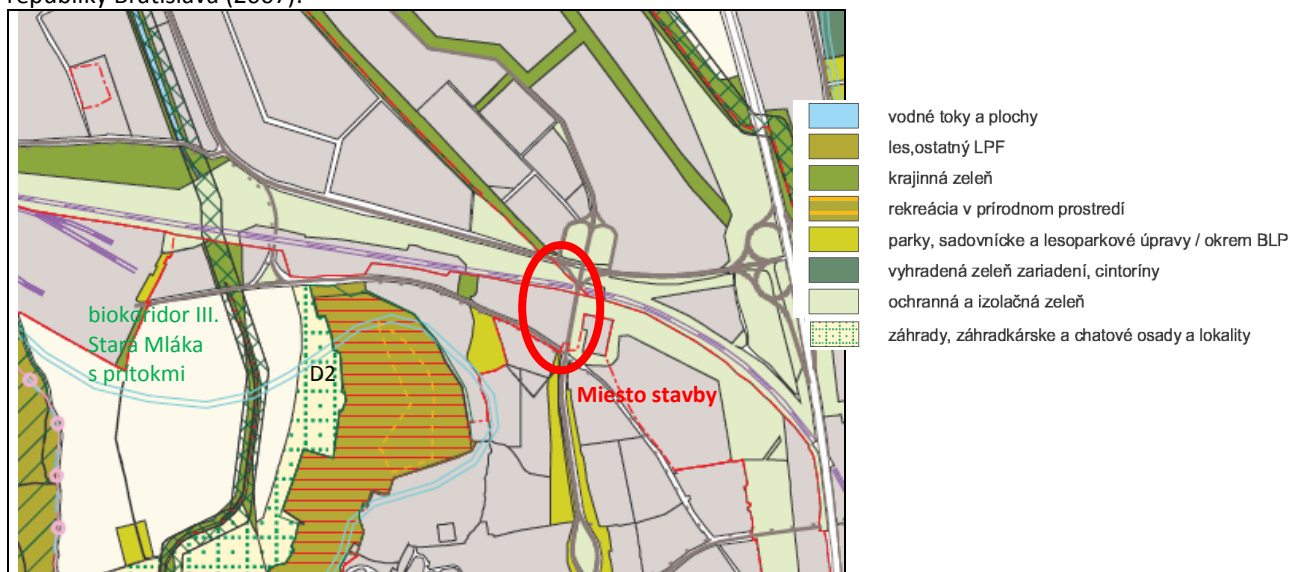 republiky Bratislava (2007).
vodné toky a plochy
les,ostatný LPF
krajinná zeleň
rekreácia v prírodnom prostredí
parky, sadovnícke a lesoparkové úpravy / okrem BLP
vyhradená zeleň zariadení, cintoríny
ochranná a izolačná zeleň
záhrady, záhradkárske a chatové osady a lokality
biokoridor III.
Stará Mláka
s prítokmi
D2
Miesto stavby